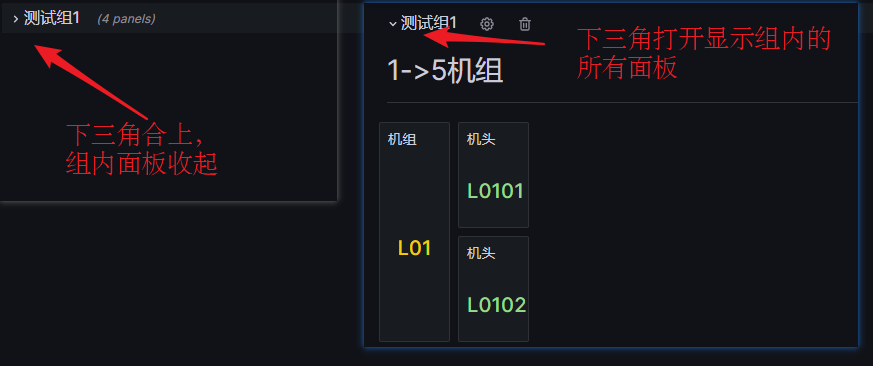 测试组1 (4 panels)
下三角合上，
组内面板收起
测试组1
下三角打开显示组内的
所有面板
1->5机组
机组
L01
机头
L0101
机头
L0102